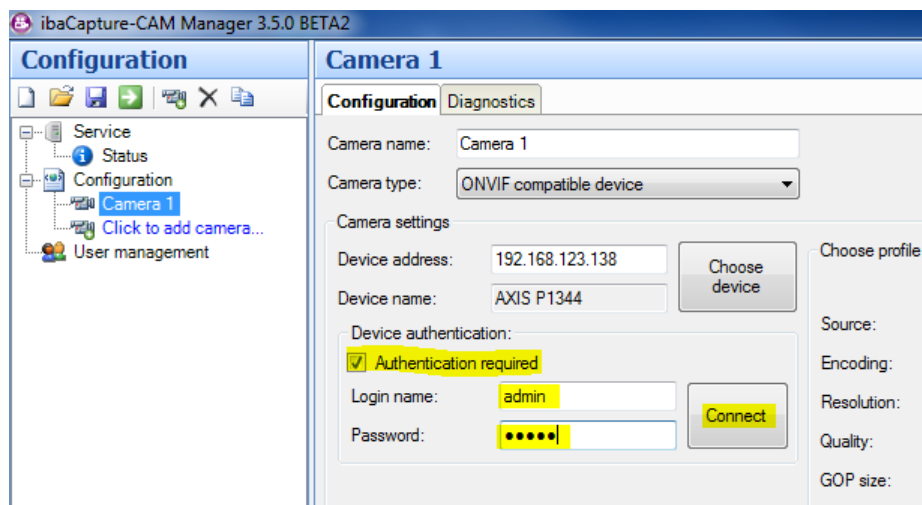 ibaCapture-CAM Manager 3.5.0 BETA2
Configuration
Service
Status
Configuration
Camera 1
Click to add camera...
User management
Camera 1
Configuration Diagnostics
Camera name: Camera 1
Camera type: ONVIF compatible device
Camera settings
Device address: 192.168.123.138
Choose device
Device name: AXIS P1344
Device authentication:
Authentication required
Login name: admin
Password: •••••
Connect
Choose profile
Source:
Encoding:
Resolution:
Quality:
GOP size: